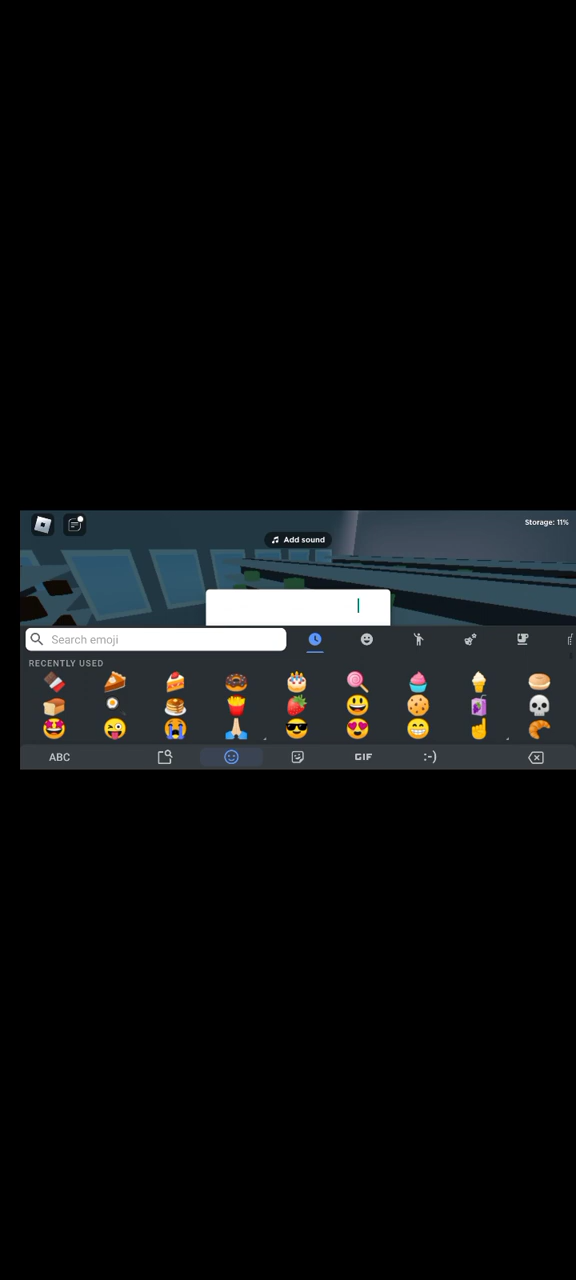 Storage: 11%
Add sound
Search emoji
RECENTLY USED
ABC
GIF
:-)